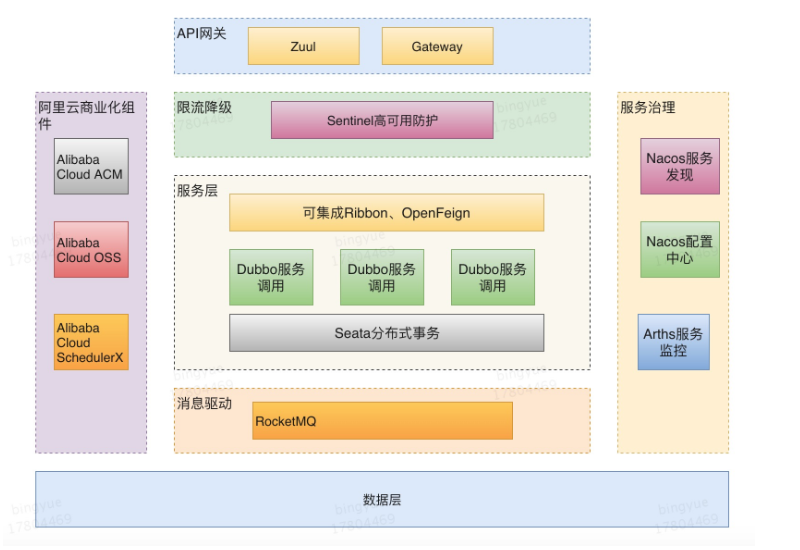 API网关
Zuul
Gateway
阿里云商业化组
件
Alibaba
Cloud ACM
Alibaba
Cloud OSS
Alibaba
Cloud
SchedulerX
限流降级
Sentinel高可用防护
服务层
可集成Ribbon、OpenFeign
Dubbo服务
调用
Dubbo服务
调用
Dubbo服务
调用
Seata分布式事务
消息驱动
RocketMQ
服务治理
Nacos服务
发现
Nacos配置
中心
Arths服务
监控
数据层
bingyue
17804469